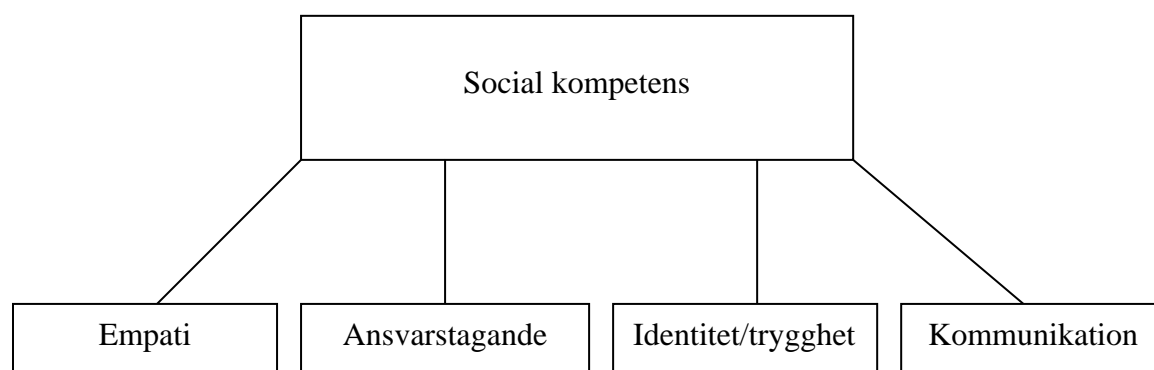 Social kompetens
Empati
Ansvarstagande
Identitet/trygghet
Kommunikation